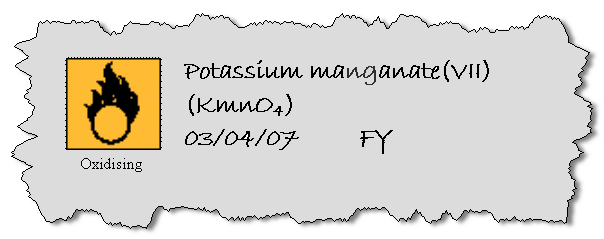 Potassium manganate(VII)
(KmnO₄)
03/04/07 FY
Oxidising